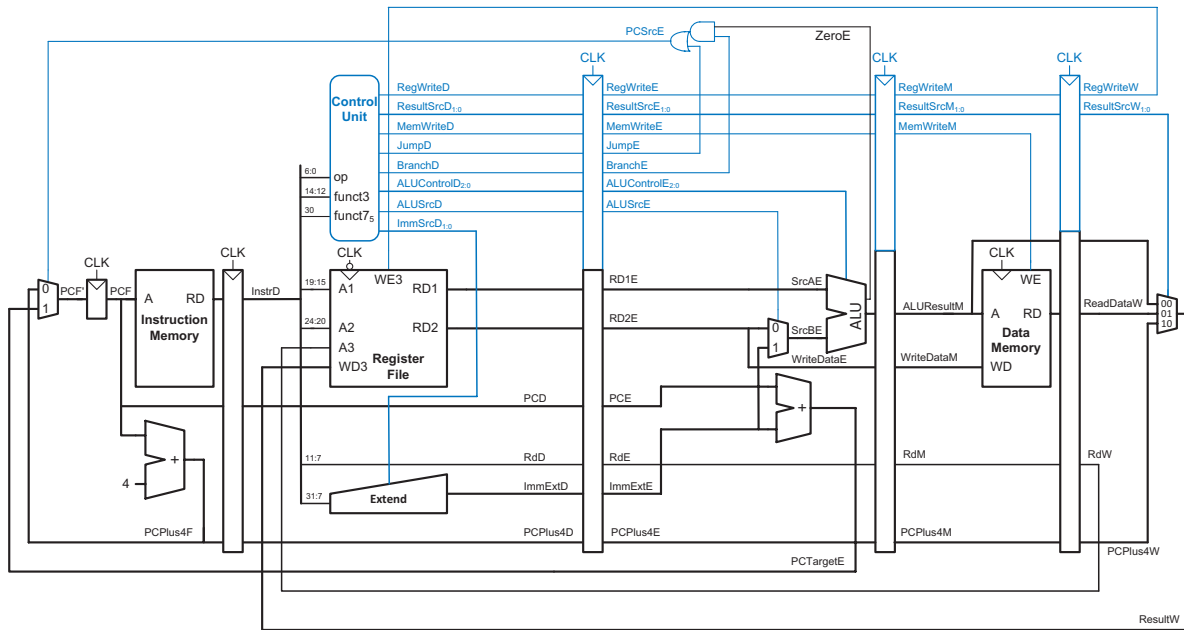 PCSrcE
ZeroE
CLK
CLK
CLK
Control
Unit
RegWriteD
RegWriteE
RegWriteM
RegWriteW
ResultSrcD1:0
ResultSrcE1:0
ResultSrcM1:0
ResultSrcW1:0
MemWriteD
MemWriteE
MemWriteM
JumpD
JumpE
BranchD
BranchE
6:0
op
ALUControlD2:0
ALUControlE2:0
14:12
funct3
ALUSrcD
ALUSrcE
30
funct75
ImmSrcD1:0
CLK
CLK
CLK
CLK
0
1
PCF'
PCF
A
RD
Instruction
Memory
InstrD
19:15
A1
WE3
RD1
RD1E
SrcAE
24:20
A2
RD2
RD2E
A3
WD3
Register
File
0
1
SrcBE
ALU
WriteDataE
ALUResultM
WriteDataM
WE
A
RD
Data
Memory
WD
ReadDataW
00
01
10
PCD
PCE
+
+
4
11:7
RdD
RdE
RdM
RdW
31:7
Extend
ImmExtD
ImmExtE
PCPlus4F
PCPlus4D
PCPlus4E
PCPlus4M
PCPlus4W
PCTargetE
ResultW